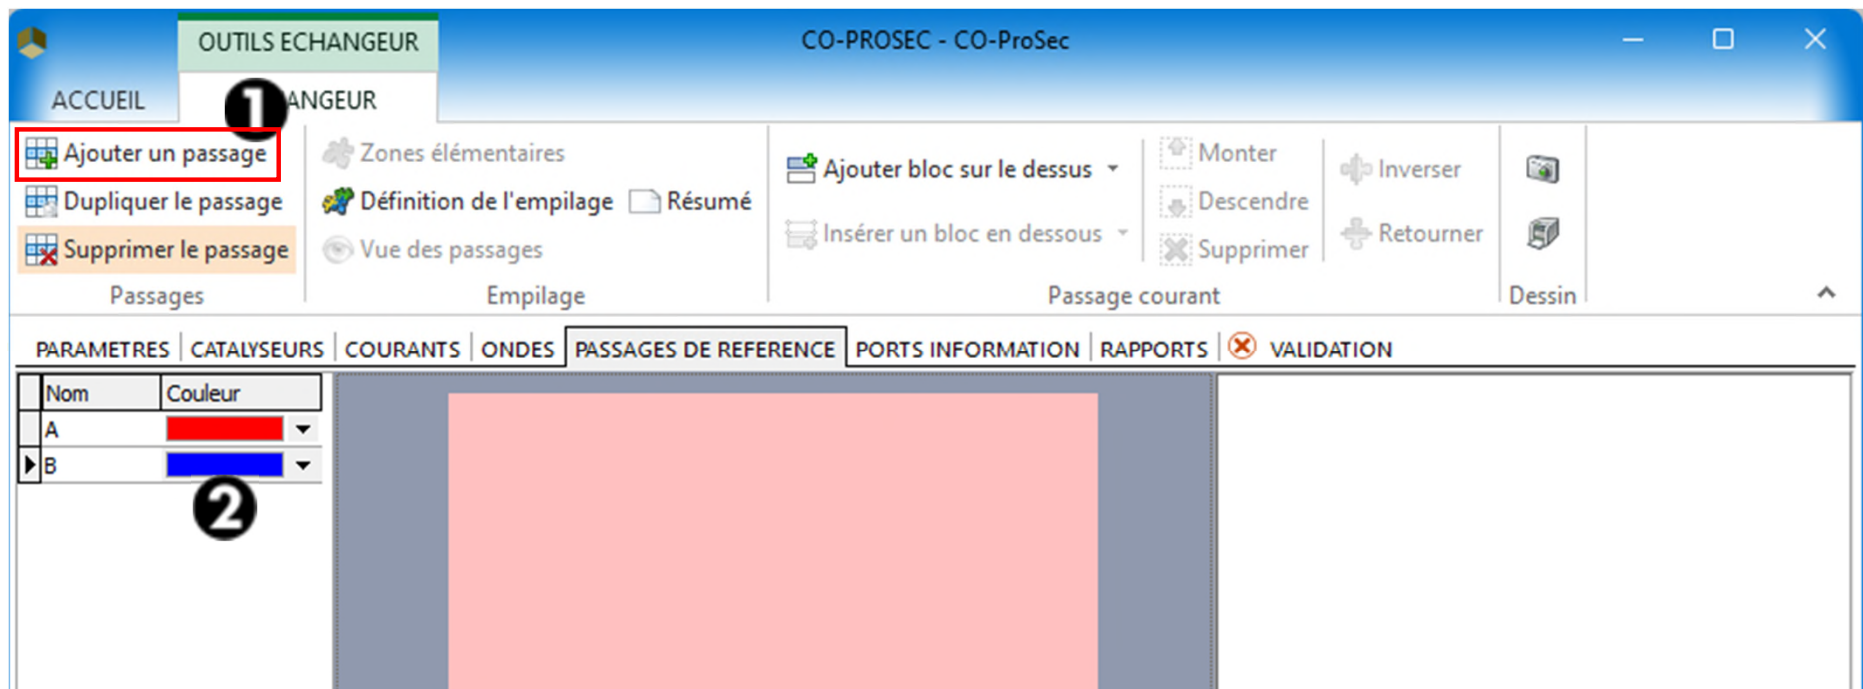 OUTILS ECHANGEUR
CO-PROSEC - CO-ProSec
ACCUEIL
1
ANGEUR
Ajouter un passage
Dupliquer le passage
Supprimer le passage
Passages
Zones élémentaires
Définition de l'empilage
Résumé
Vue des passages
Empilage
Ajouter bloc sur le dessus
Insérer un bloc en dessous
Monter
Descendre
Supprimer
Inverser
Retourner
Passage courant
Dessin
PARAMETRES
CATALYSEURS
COURANTS
ONDES
PASSAGES DE REFERENCE
PORTS INFORMATION
RAPPORTS
VALIDATION
Nom Couleur
A
B
2